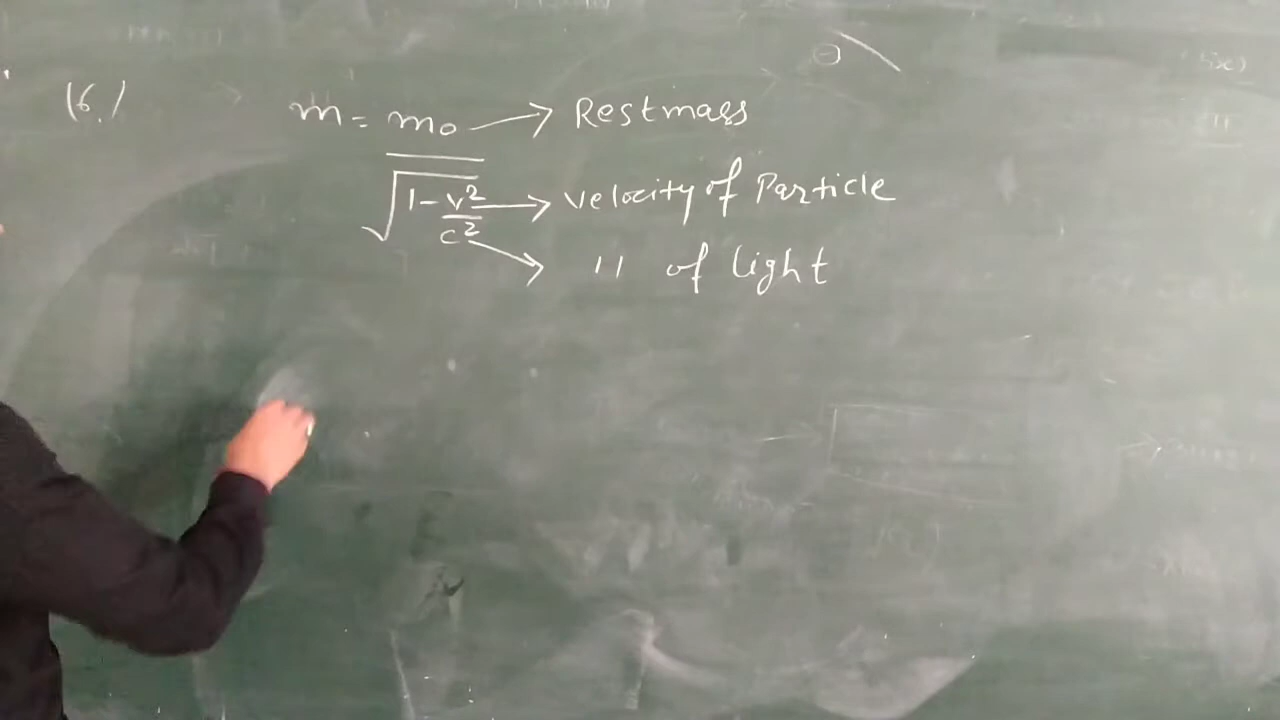 (6.)
m = m₀ → Restmass
√1 - v² → velocity of Particle
c² → 11 of light